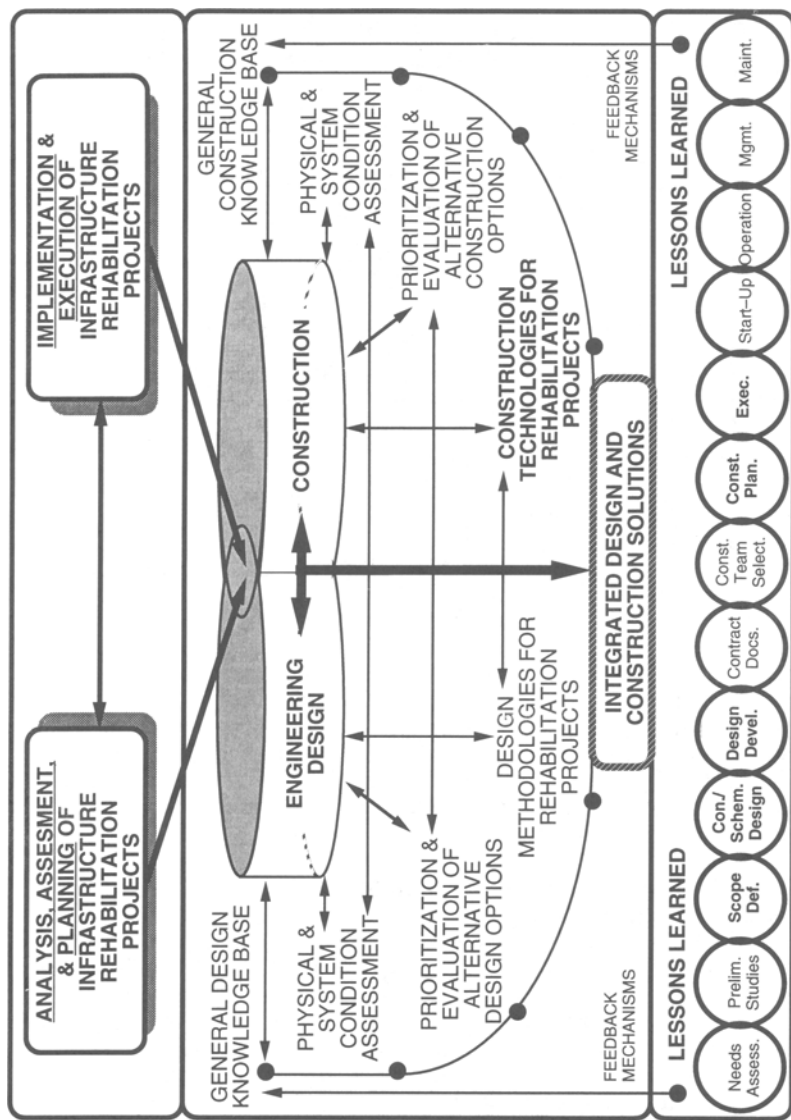 ANALYSIS, ASSESMENT,
& PLANNING OF
INFRASTRUCTURE
REHABILITATION
PROJECTS
IMPLEMENTATION &
EXECUTION OF
INFRASTRUCTURE
REHABILITATION
PROJECTS
GENERAL DESIGN
KNOWLEDGE BASE
GENERAL
CONSTRUCTION
KNOWLEDGE BASE
ENGINEERING
DESIGN
CONSTRUCTION
PHYSICAL &
SYSTEM
CONDITION
ASSESSMENT
PHYSICAL &
SYSTEM
CONDITION
ASSESSMENT
PRIORITIZATION &
EVALUATION OF
ALTERNATIVE
DESIGN OPTIONS
PRIORITIZATION &
EVALUATION OF
ALTERNATIVE
CONSTRUCTION
OPTIONS
DESIGN
METHODOLOGIES FOR
REHABILITATION
PROJECTS
CONSTRUCTION
TECHNOLOGIES FOR
REHABILITATION
PROJECTS
FEEDBACK
MECHANISMS
INTEGRATED DESIGN AND
CONSTRUCTION SOLUTIONS
FEEDBACK
MECHANISMS
LESSONS LEARNED
LESSONS LEARNED
Needs
Assess.
Prelim.
Studies
Scope
Def.
Con./
Schem.
Design
Design
Devel.
Contract
Docs.
Const.
Team
Select.
Const.
Plan.
Exec.
Start-Up
Operation
Mgmt.
Maint.